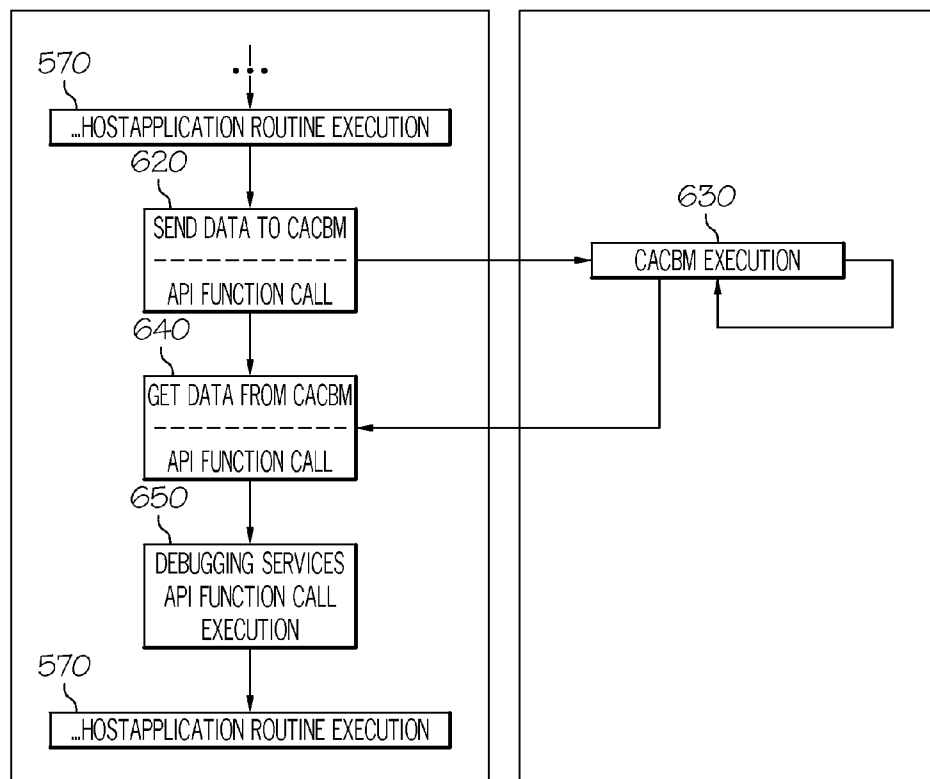 ...
570
...HOSTAPPLICATION ROUTINE EXECUTION
620
SEND DATA TO CACBM
API FUNCTION CALL
630
CACBM EXECUTION
640
GET DATA FROM CACBM
API FUNCTION CALL
650
DEBUGGING SERVICES
API FUNCTION CALL
EXECUTION
570
...HOSTAPPLICATION ROUTINE EXECUTION